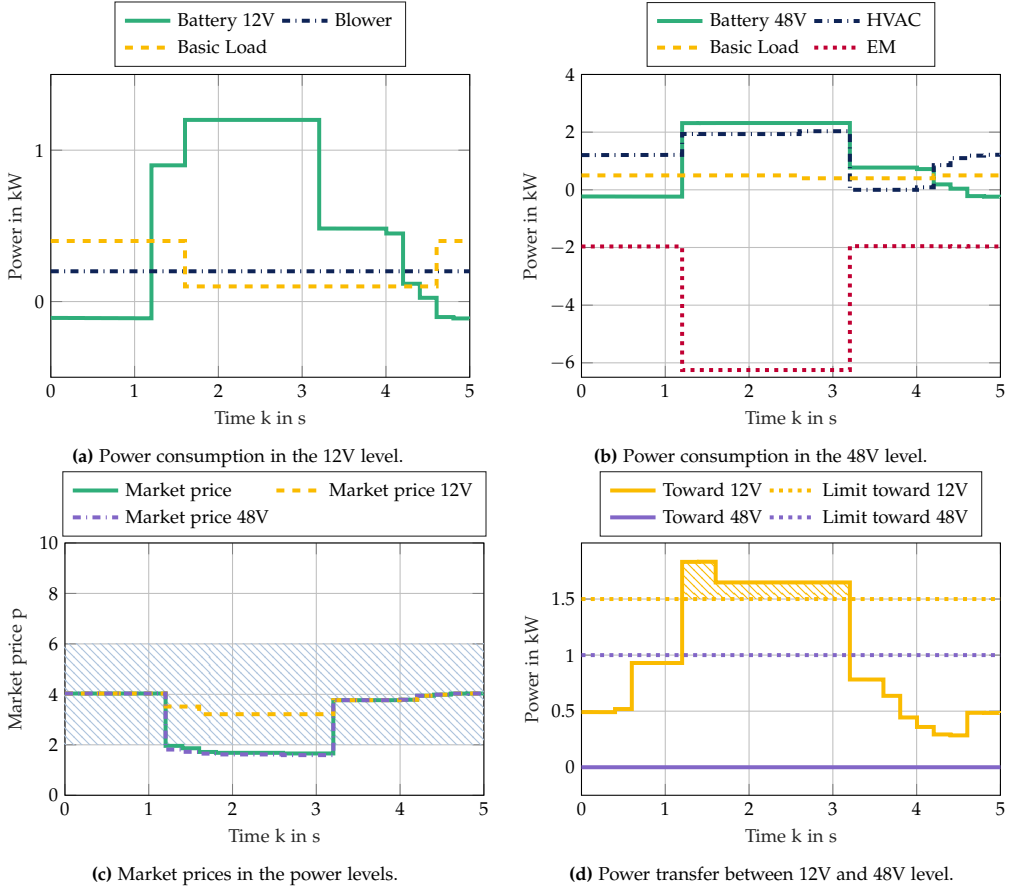 Battery 12V Blower
Basic Load
1
0
Power in kW
0 1 2 3 4 5
Time k in s
(a) Power consumption in the 12V level.
Battery 48V HVAC
Basic Load EM
4
2
0
−2
−4
−6
Power in kW
0 1 2 3 4 5
Time k in s
(b) Power consumption in the 48V level.
Market price Market price 12V
Market price 48V
10
8
6
4
2
0
Market price p
0 1 2 3 4 5
Time k in s
(c) Market prices in the power levels.
Toward 12V Limit toward 12V
Toward 48V Limit toward 48V
1.5
1
0.5
0
Power in kW
0 1 2 3 4 5
Time k in s
(d) Power transfer between 12V and 48V level.